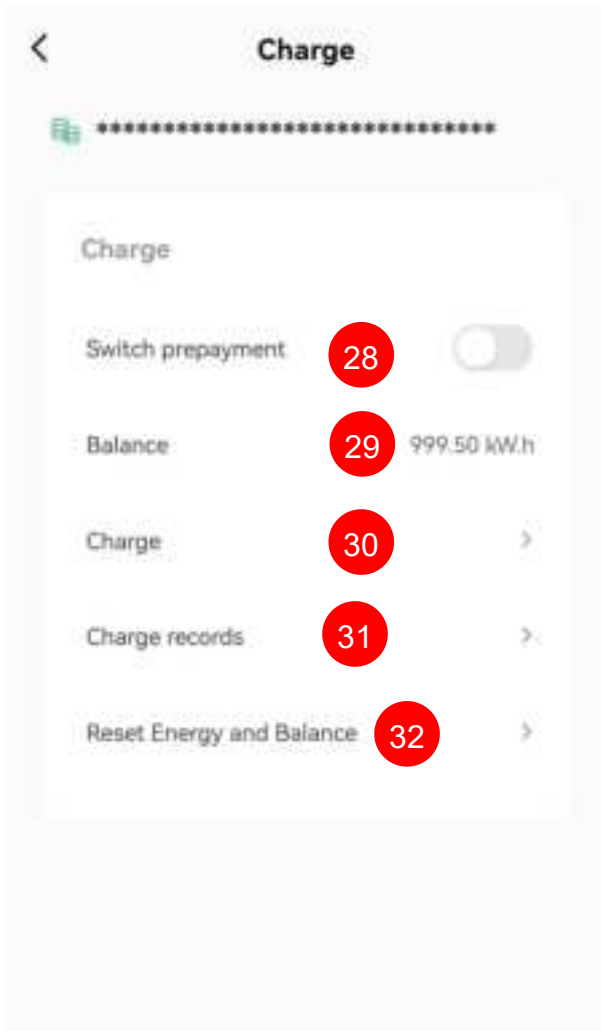 Charge
******************************
Charge
Switch prepayment 28
Balance 29 999.50 kW.h
Charge 30
Charge records 31
Reset Energy and Balance 32